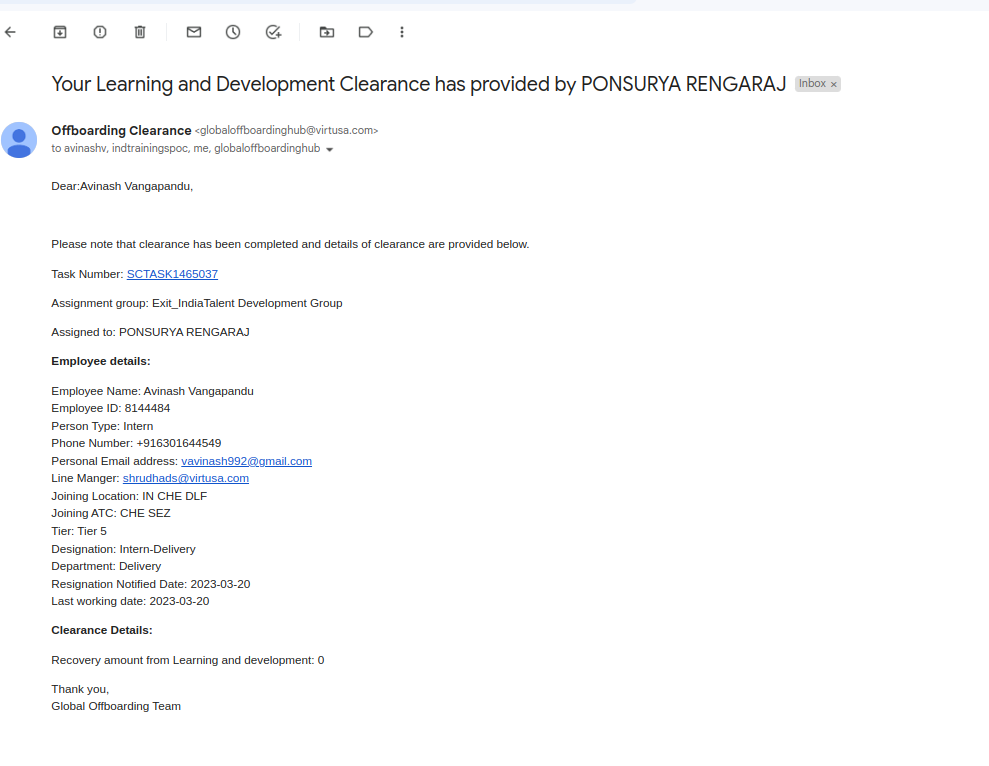 Your Learning and Development Clearance has provided by PONSURYA RENGARAJ Inbox ×
Offboarding Clearance <globaloffboardinghub@virtusa.com>
to avinashv, indtrainingspoc, me, globaloffboardinghub
Dear:Avinash Vangapandu,
Please note that clearance has been completed and details of clearance are provided below.
Task Number: SCTASK1465037
Assignment group: Exit_IndiaTalent Development Group
Assigned to: PONSURYA RENGARAJ
Employee details:
Employee Name: Avinash Vangapandu
Employee ID: 8144484
Person Type: Intern
Phone Number: +916301644549
Personal Email address: vavinash992@gmail.com
Line Manger: shrudhads@virtusa.com
Joining Location: IN CHE DLF
Joining ATC: CHE SEZ
Tier: Tier 5
Designation: Intern-Delivery
Department: Delivery
Resignation Notified Date: 2023-03-20
Last working date: 2023-03-20
Clearance Details:
Recovery amount from Learning and development: 0
Thank you,
Global Offboarding Team